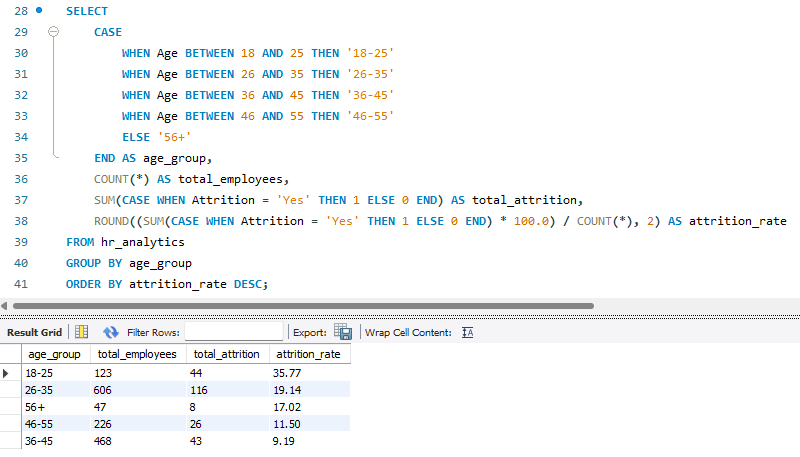 28 SELECT
29 CASE
30 WHEN Age BETWEEN 18 AND 25 THEN '18-25'
31 WHEN Age BETWEEN 26 AND 35 THEN '26-35'
32 WHEN Age BETWEEN 36 AND 45 THEN '36-45'
33 WHEN Age BETWEEN 46 AND 55 THEN '46-55'
34 ELSE '56+'
35 END AS age_group,
36 COUNT(*) AS total_employees,
37 SUM(CASE WHEN Attrition = 'Yes' THEN 1 ELSE 0 END) AS total_attrition,
38 ROUND((SUM(CASE WHEN Attrition = 'Yes' THEN 1 ELSE 0 END) * 100.0) / COUNT(*), 2) AS attrition_rate
39 FROM hr_analytics
40 GROUP BY age_group
41 ORDER BY attrition_rate DESC;
Result Grid Filter Rows: Export: Wrap Cell Content: IA
age_group total_employees total_attrition attrition_rate
18-25 123 44 35.77
26-35 606 116 19.14
56+ 47 8 17.02
46-55 226 26 11.50
36-45 468 43 9.19